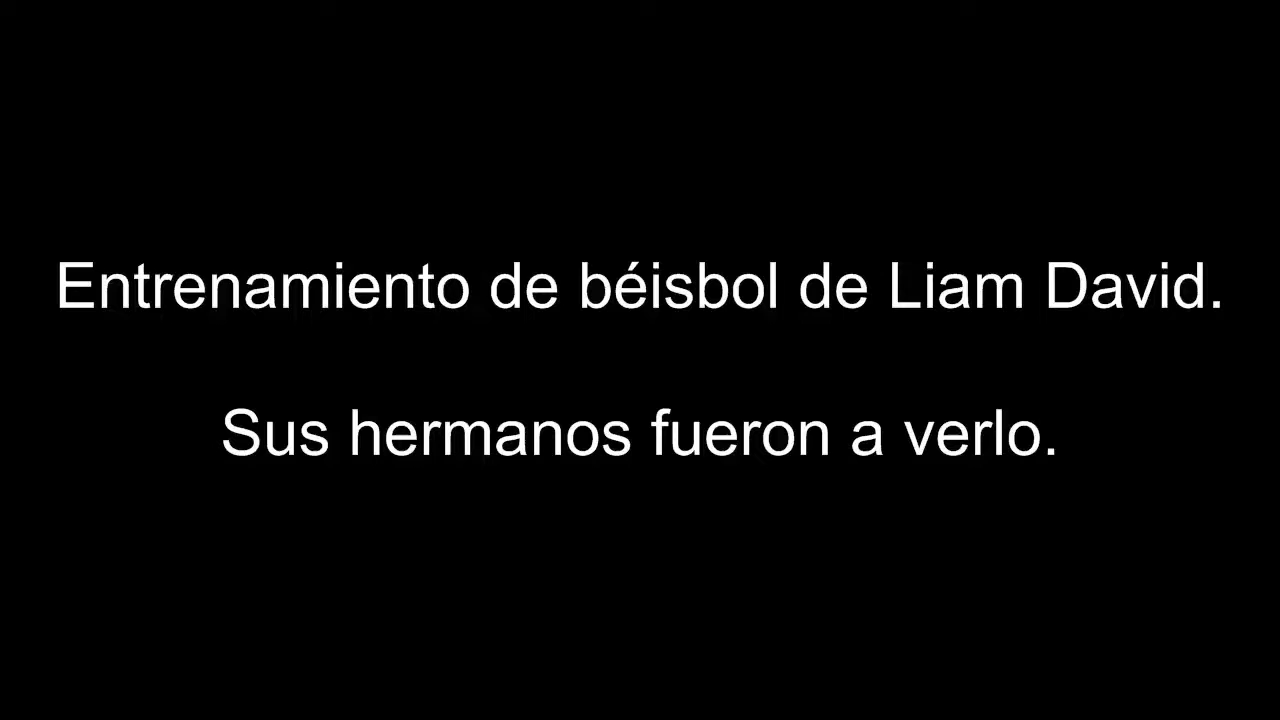 Entrenamiento de béisbol de Liam David.
Sus hermanos fueron a verlo.